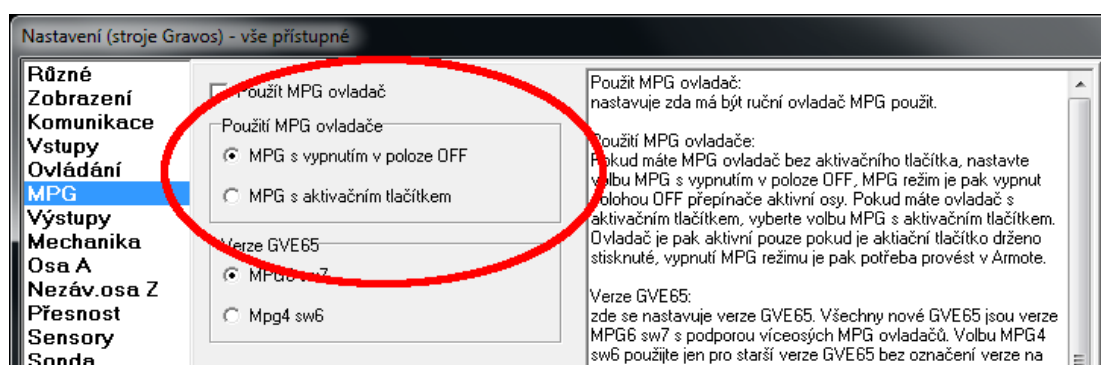 Nastavení (stroje Gravos) - vše přístupné
Různé
Zobrazení
Komunikace
Vstupy
Ovládání
MPG
Výstupy
Mechanika
Osa A
Nezáv.osa Z
Přesnost
Sensory
Sonda
Použít MPG ovladač
Použití MPG ovladače
MPG s vypnutím v poloze OFF
MPG s aktivačním tlačítkem
Verze GVE65
MPG6 sw7
Mpg4 sw6
Použit MPG ovladač:
nastavuje zda má být ruční ovladač MPG použit.
Použití MPG ovladače:
Pokud máte MPG ovladač bez aktivačního tlačítka, nastavte
volbu MPG s vypnutím v poloze OFF, MPG režim je pak vypnut
polohou OFF přepínače aktivní osy. Pokud máte ovladač s
aktivačním tlačítkem, vyberte volbu MPG s aktivačním tlačítkem.
Ovladač je pak aktivní pouze pokud je aktiační tlačítko drženo
stisknuté, vypnutí MPG režimu je pak potřeba provést v Armote.
Verze GVE65:
zde se nastavuje verze GVE65. Všechny nové GVE65 jsou verze
MPG6 sw7 s podporou víceosých MPG ovladačů. Volbu MPG4
sw6 použijte jen pro starší verze GVE65 bez označení verze na